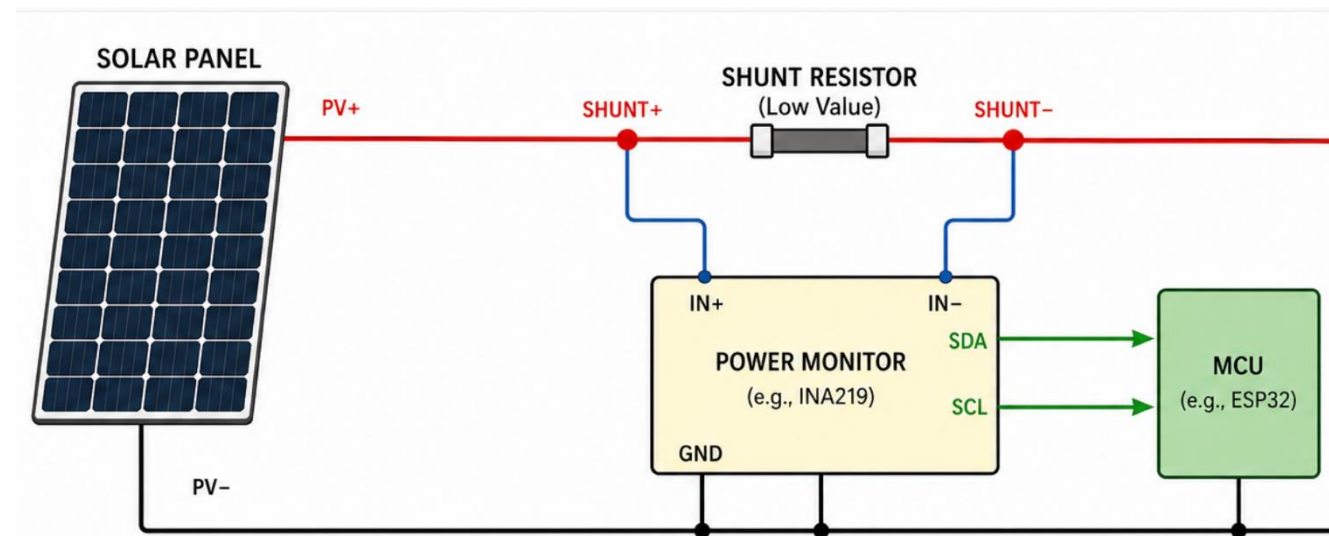 SOLAR PANEL
PV+
SHUNT+
SHUNT RESISTOR
(Low Value)
SHUNT−
IN+
IN−
SDA
POWER MONITOR
(e.g., INA219)
SCL
GND
MCU
(e.g., ESP32)
PV−